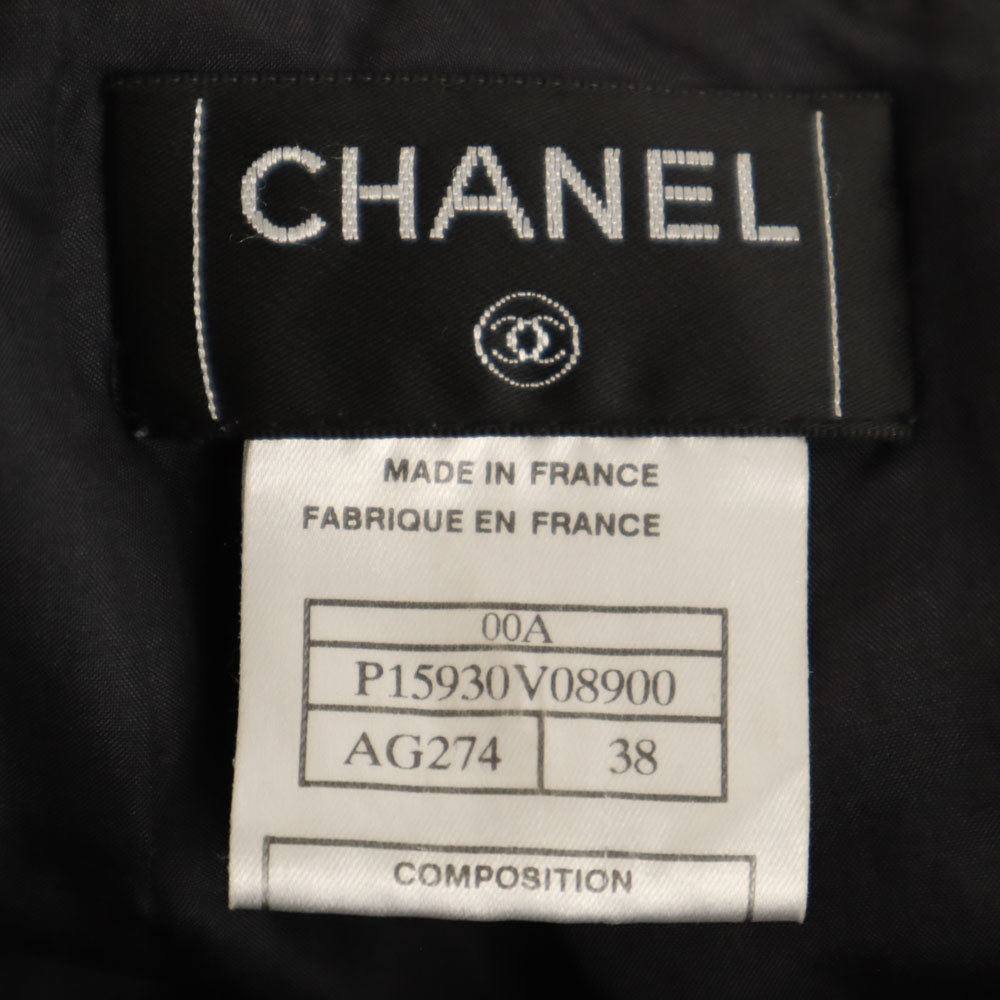 CHANEL
MADE IN FRANCE
FABRIQUE EN FRANCE
00A
P15930V08900
AG274 38
COMPOSITION